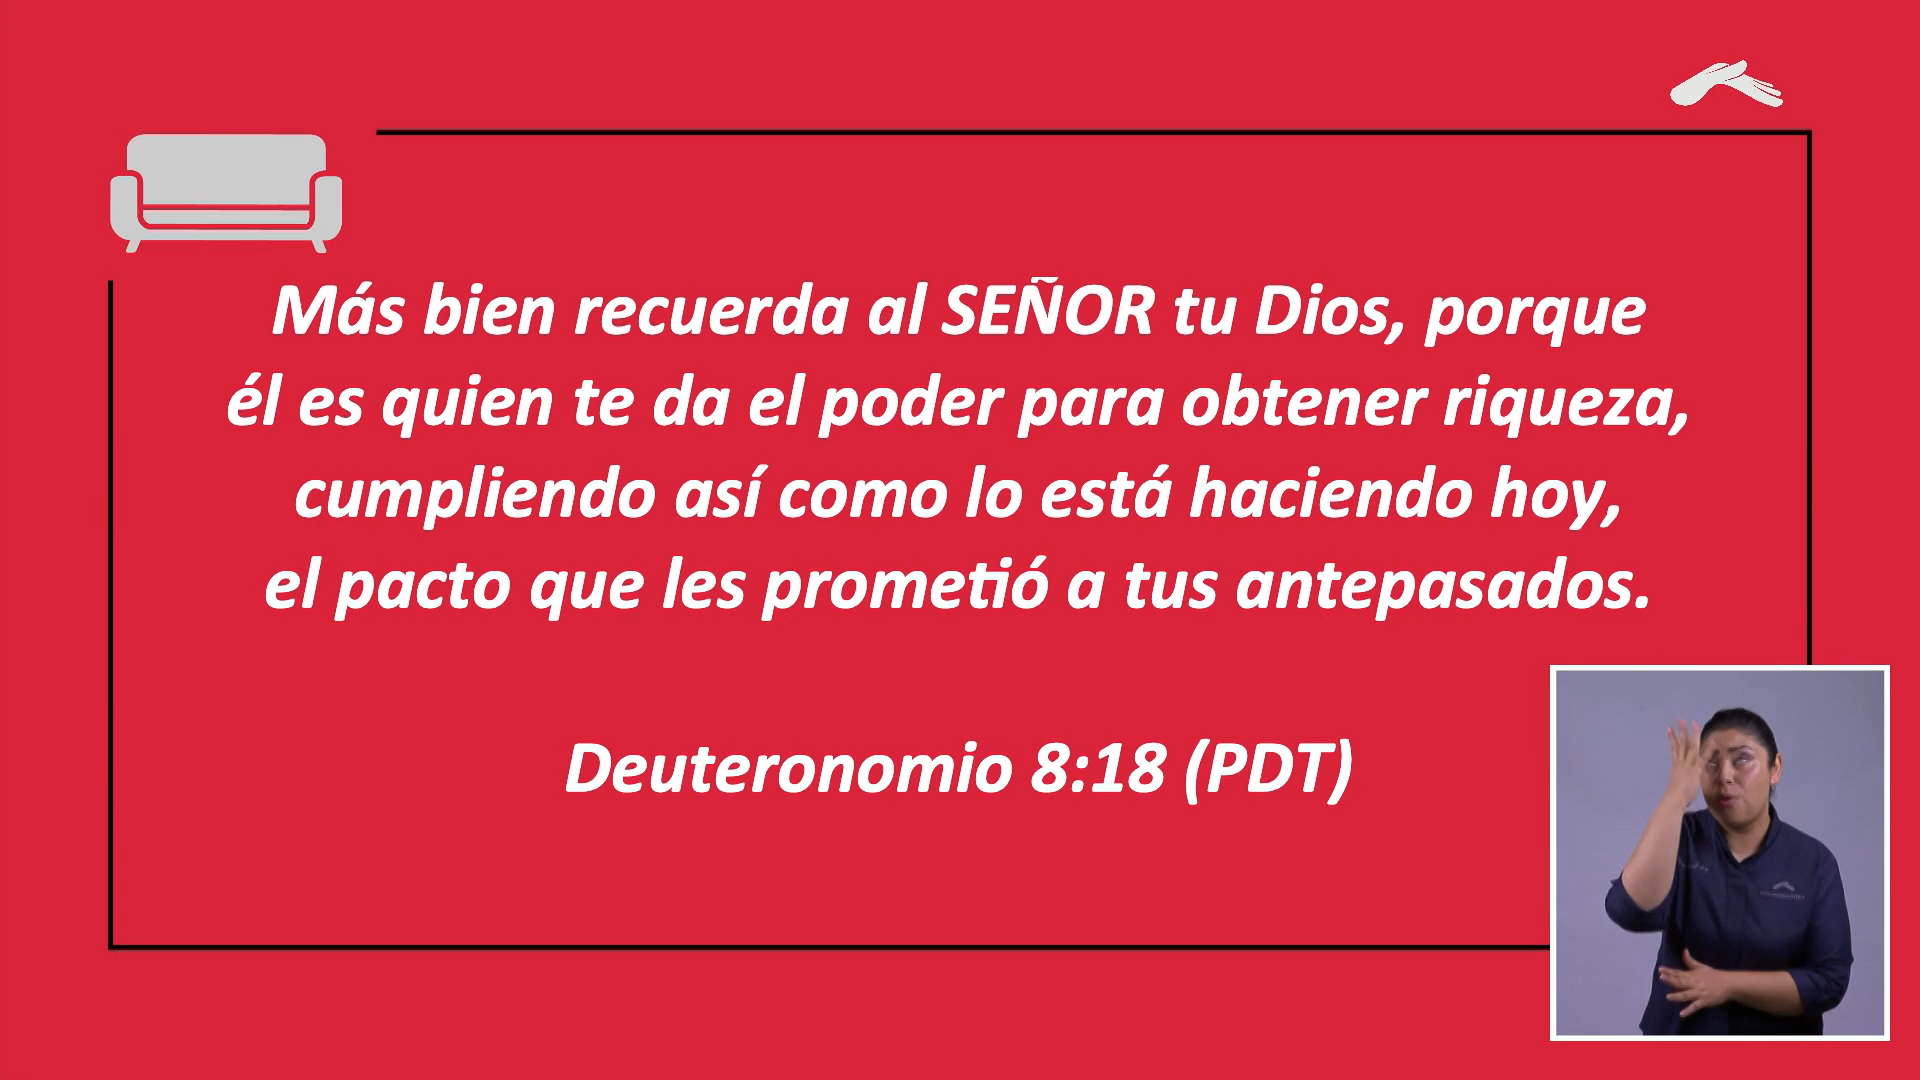 Más bien recuerda al SEÑOR tu Dios, porque
él es quien te da el poder para obtener riqueza,
cumpliendo así como lo está haciendo hoy,
el pacto que les prometió a tus antepasados.
Deuteronomio 8:18 (PDT)